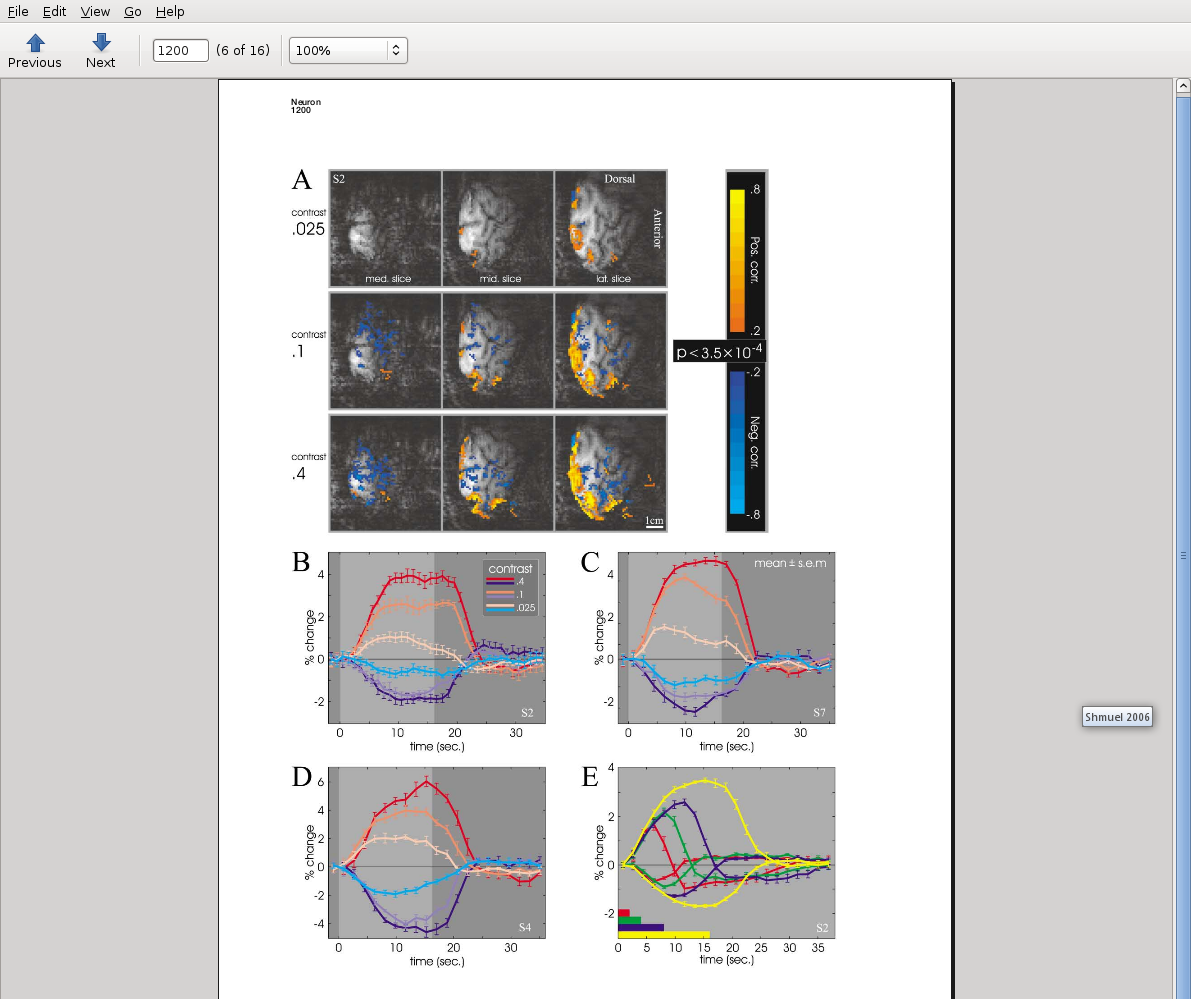 File Edit View Go Help
1200 (6 of 16) 100%
Previous Next
Neuron
1200
A
S2
Dorsal
Anterior
contrast
.025
med. slice mid. slice lat. slice
contrast
.1
contrast
.4
1cm
.8
Pos. corr.
.2
p<3.5×10-4
-.2
Neg. corr.
-.8
B
contrast
.4
.1
.025
4
2
0
-2
% change
S2
0 10 20 30
time (sec.)
C
mean ± s.e.m
4
2
0
-2
% change
S7
0 10 20 30
time (sec.)
Shmuel 2006
D
6
4
2
0
-2
-4
% change
S4
0 10 20 30
time (sec.)
E
4
2
0
-2
% change
S2
0 5 10 15 20 25 30 35
time (sec.)